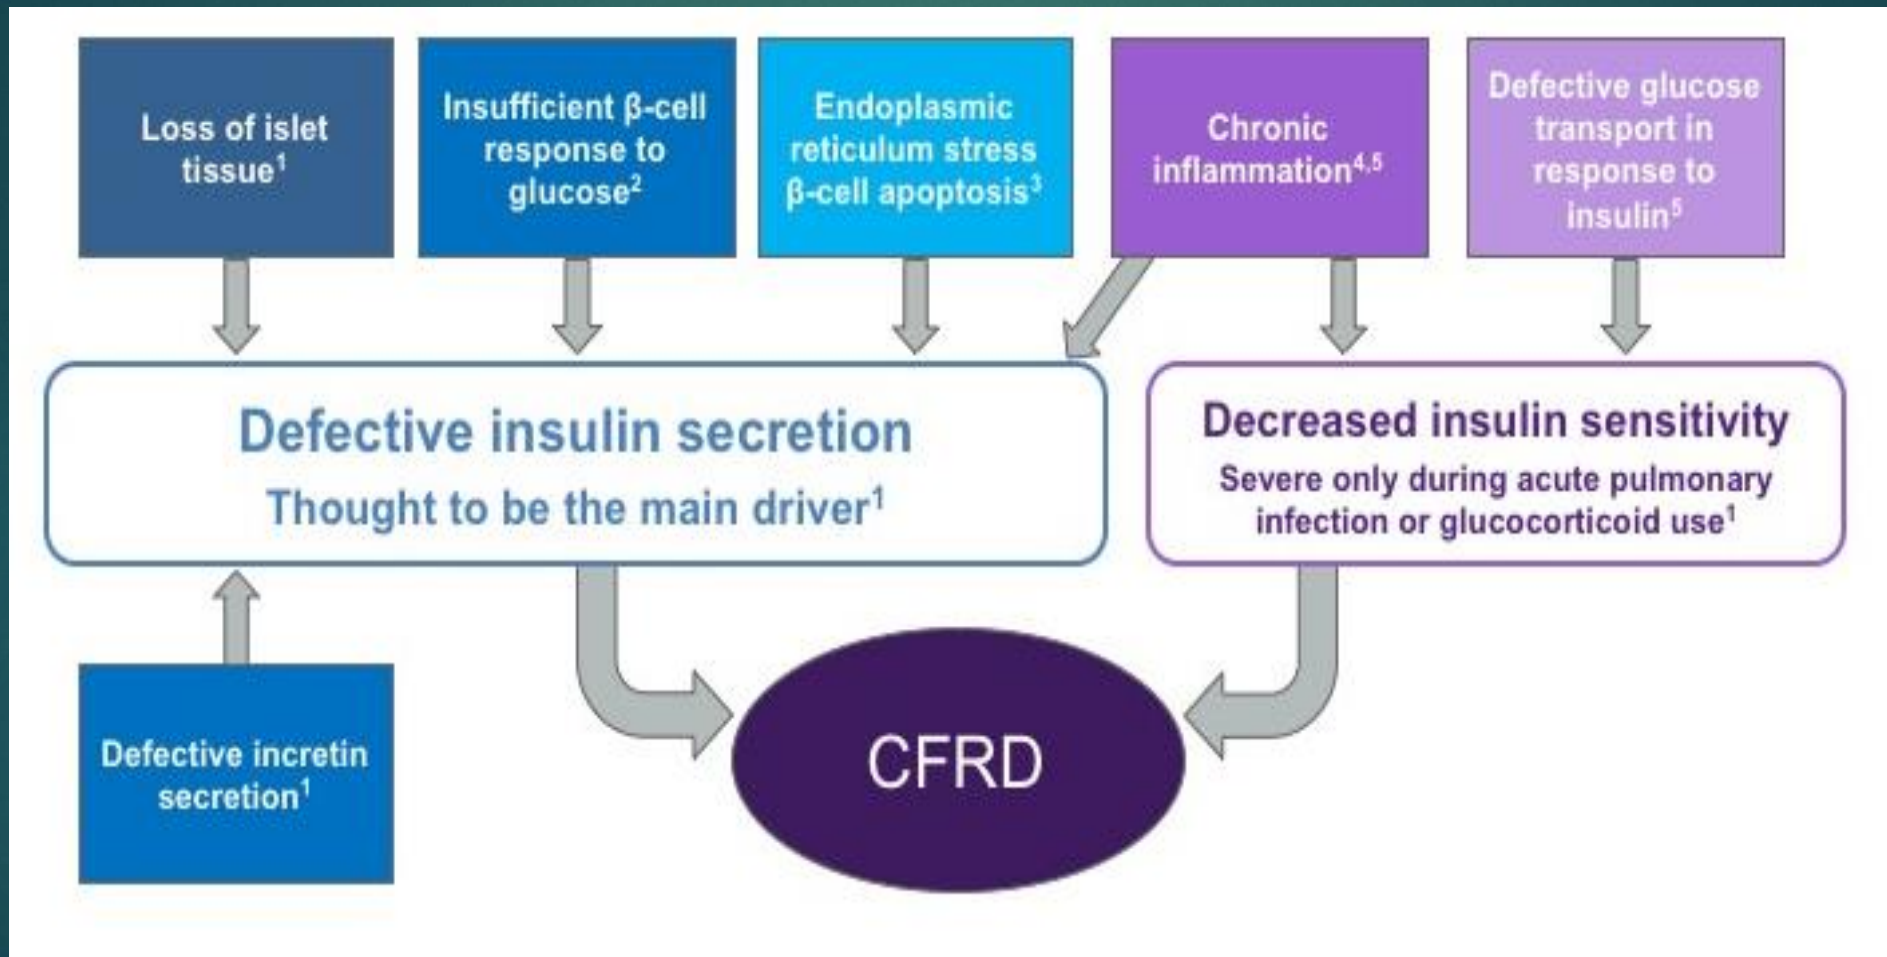 Loss of islet
tissue¹
Insufficient β-cell
response to
glucose²
Endoplasmic
reticulum stress
β-cell apoptosis³
Chronic
inflammation⁴,⁵
Defective glucose
transport in
response to
insulin⁵
Defective insulin secretion
Thought to be the main driver¹
Decreased insulin sensitivity
Severe only during acute pulmonary
infection or glucocorticoid use¹
Defective incretin
secretion¹
CFRD